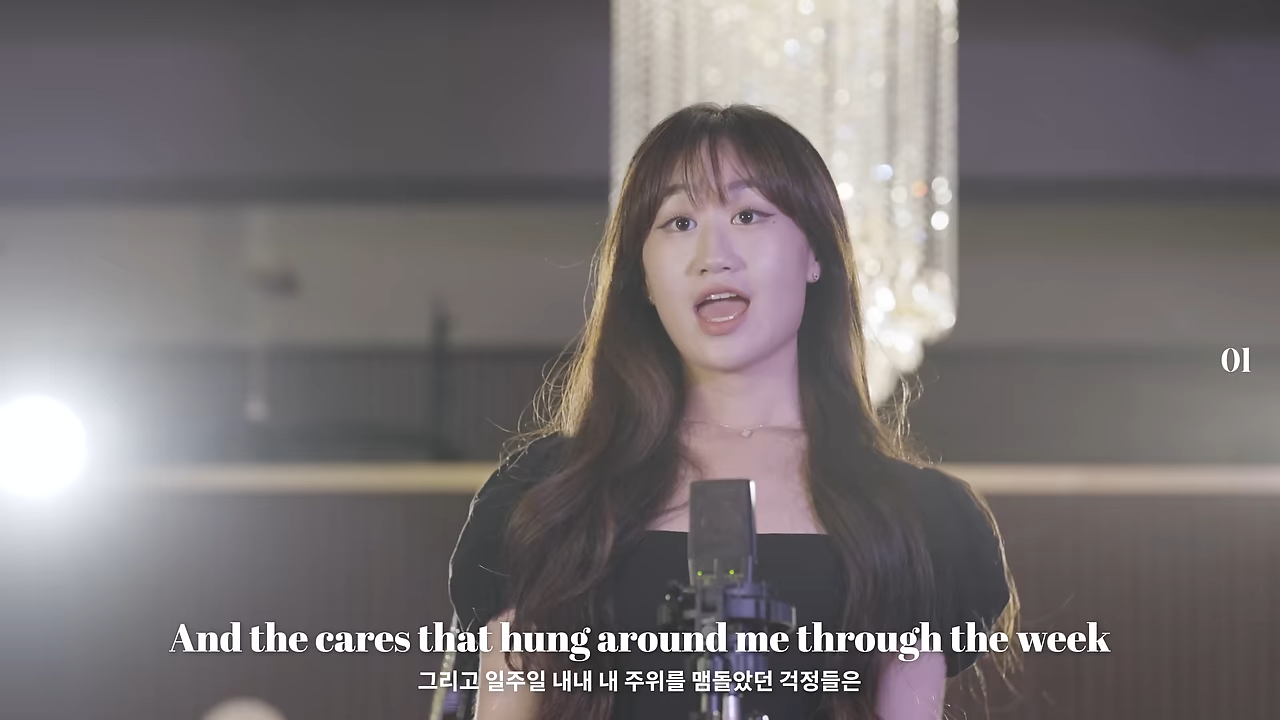 01
And the cares that hung around me through the week
그리고 일주일 내내 내 주위를 맴돌았던 걱정들은